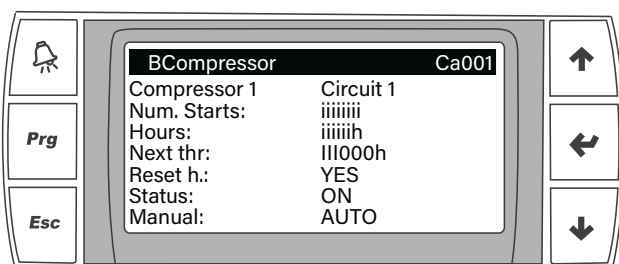 BCompressor Ca001
Compressor 1 Circuit 1
Num. Starts: iiiiiiii
Hours: iiiiiih
Next thr: III000h
Reset h.: YES
Status: ON
Manual: AUTO
Prg
Esc